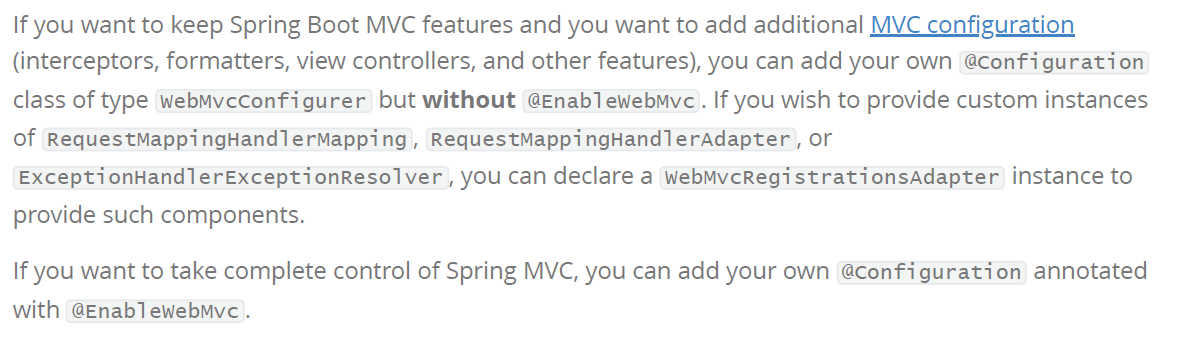 If you want to keep Spring Boot MVC features and you want to add additional MVC configuration
(interceptors, formatters, view controllers, and other features), you can add your own @Configuration
class of type WebMvcConfigurer but without @EnableWebMvc. If you wish to provide custom instances
of RequestMappingHandlerMapping, RequestMappingHandlerAdapter, or
ExceptionHandlerExceptionResolver, you can declare a WebMvcRegistrationsAdapter instance to
provide such components.
If you want to take complete control of Spring MVC, you can add your own @Configuration annotated
with @EnableWebMvc.